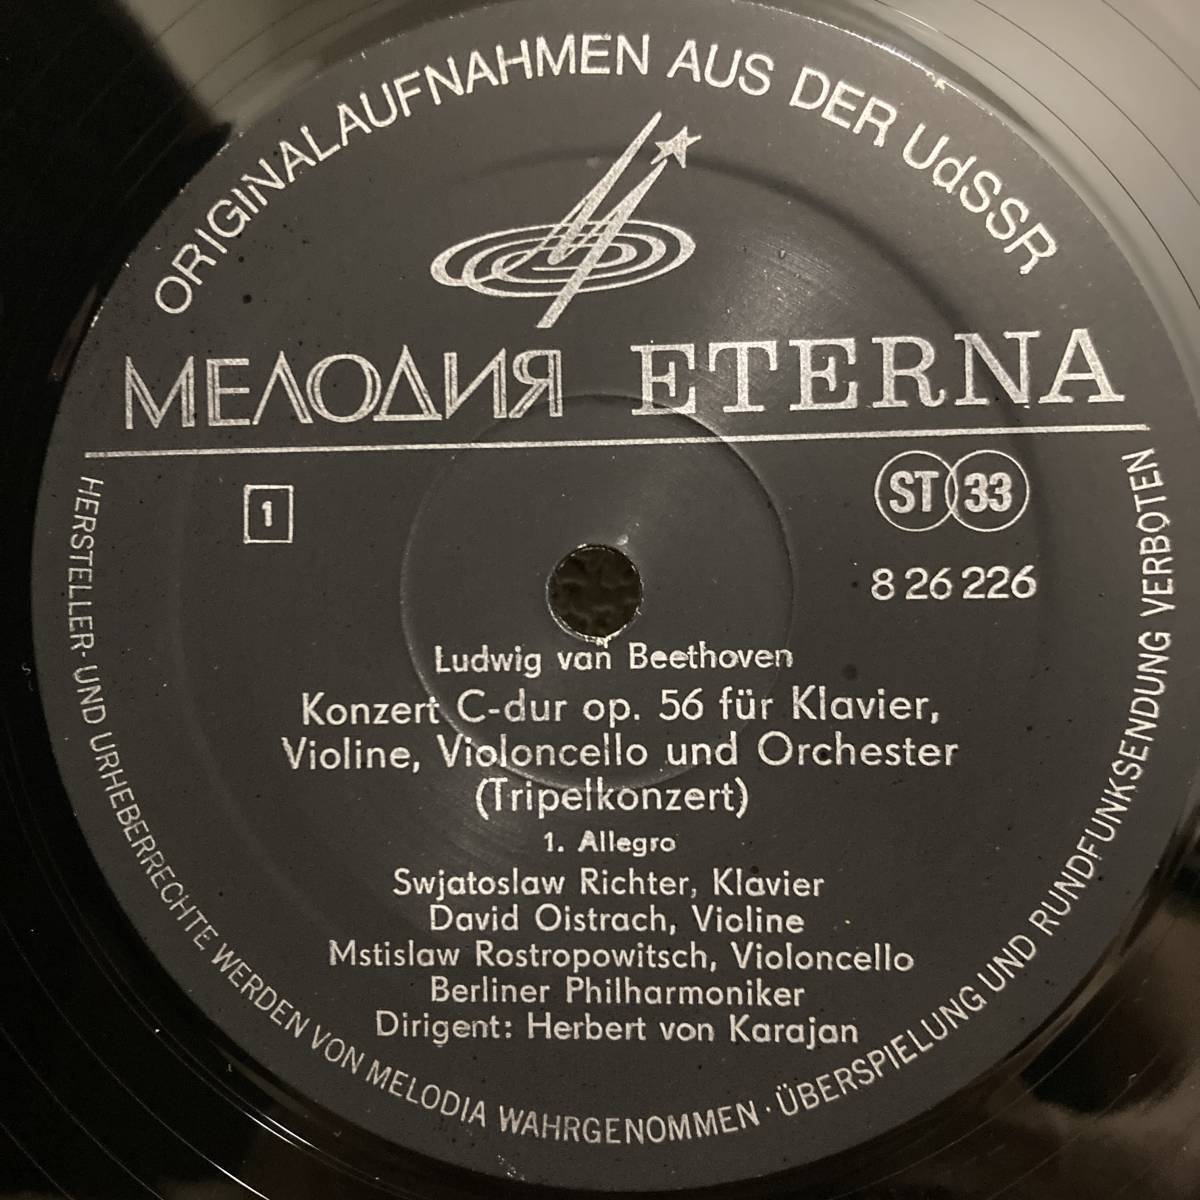 ORIGINALAUFNAHMEN AUS DER UdSSR
МЕЛОДИЯ ETERNA
1
ST 33
8 26 226
Ludwig van Beethoven
Konzert C-dur op. 56 für Klavier,
Violine, Violoncello und Orchester
(Tripelkonzert)
1. Allegro
Swjatoslaw Richter, Klavier
David Oistrach, Violine
Mstislaw Rostropowitsch, Violoncello
Berliner Philharmoniker
Dirigent: Herbert von Karajan
HERSTELLER- UND URHEBERRECHTE WERDEN VON MELODIA WAHRGENOMMEN · ÜBERSPIELUNG UND RUNDFUNKSENDUNG VERBOTEN